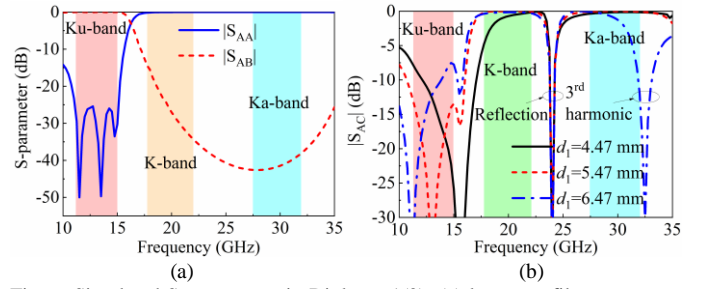 0
-10
-20
-30
-40
-50
S-parameter (dB)
Ku-band
|S_AA|
|S_AB|
K-band
Ka-band
10 15 20 25 30 35
Frequency (GHz)
(a)
0
-5
-10
-15
-20
-25
-30
|S_AC| (dB)
Ku-band
K-band
Ka-band
Reflection
3rd
harmonic
d1=4.47 mm
d1=5.47 mm
d1=6.47 mm
10 15 20 25 30 35
Frequency (GHz)
(b)